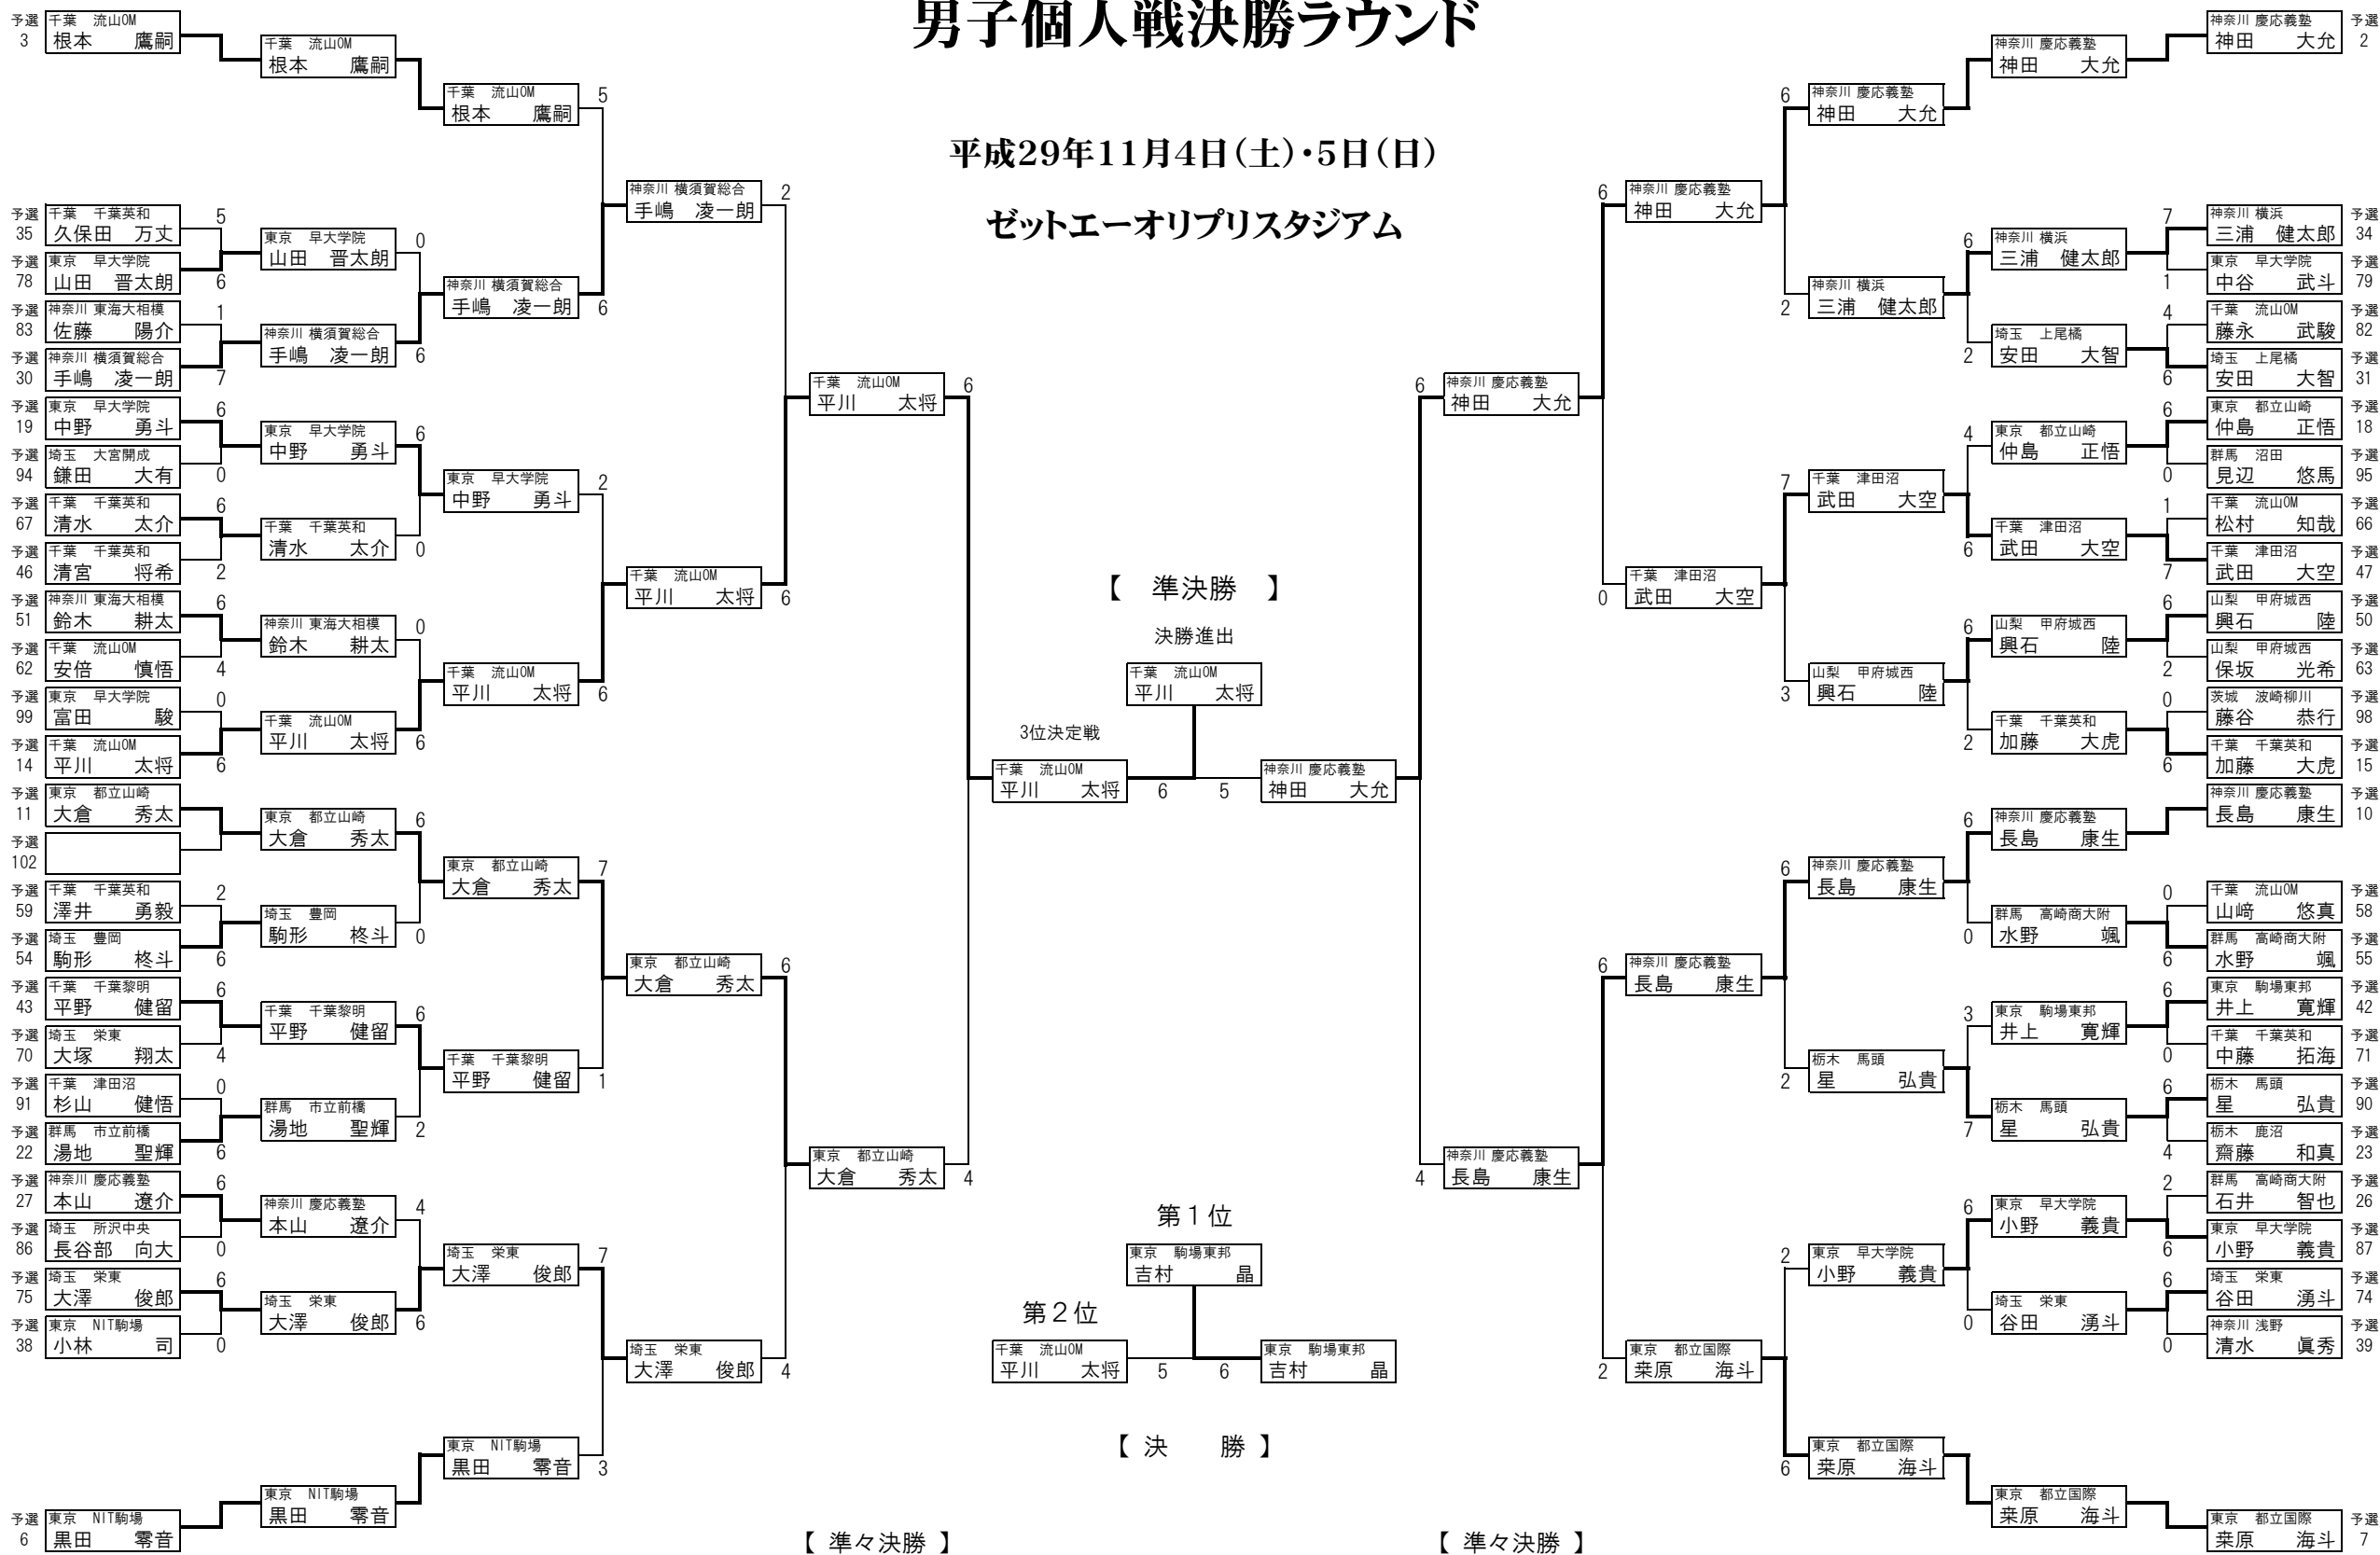 男子個人戦決勝ラウンド
平成29年11月4日(土)・5日(日)
ゼットエーオリプリスタジアム
予選 3 千葉 流山OM
根本 鷹嗣
予選 35 千葉 千葉英和
久保田 万丈 5
予選 78 東京 早大学院
山田 晋太朗 6
予選 83 神奈川 東海大相模
佐藤 陽介 1
予選 30 神奈川 横須賀総合
手嶋 凌一朗 7
予選 19 東京 早大学院
中野 勇斗 6
予選 94 埼玉 大宮開成
鎌田 大有 0
予選 67 千葉 千葉英和
清水 太介 6
予選 46 千葉 千葉英和
清宮 将希 2
予選 51 神奈川 東海大相模
鈴木 耕太 6
予選 62 千葉 流山OM
安倍 慎悟 4
予選 99 東京 早大学院
富田 駿 0
予選 14 千葉 流山OM
平川 太将 6
予選 11 東京 都立山崎
大倉 秀太
予選 102
予選 59 千葉 千葉英和
澤井 勇毅 2
予選 54 埼玉 豊岡
駒形 柊斗 6
予選 43 千葉 千葉黎明
平野 健留 6
予選 70 埼玉 栄東
大塚 翔太 4
予選 91 千葉 津田沼
杉山 健悟 0
予選 22 群馬 市立前橋
湯地 聖輝 6
予選 27 神奈川 慶応義塾
本山 遼介 6
予選 86 埼玉 所沢中央
長谷部 向大 0
予選 75 埼玉 栄東
大澤 俊郎 6
予選 38 東京 NIT駒場
小林 司 0
予選 6 東京 NIT駒場
黒田 零音
千葉 流山OM
根本 鷹嗣
東京 早大学院
山田 晋太朗 0
神奈川 横須賀総合
手嶋 凌一朗 6
東京 早大学院
中野 勇斗 6
千葉 千葉英和
清水 太介 0
神奈川 東海大相模
鈴木 耕太 0
千葉 流山OM
平川 太将 6
東京 都立山崎
大倉 秀太 6
埼玉 豊岡
駒形 柊斗 0
千葉 千葉黎明
平野 健留 6
群馬 市立前橋
湯地 聖輝 2
神奈川 慶応義塾
本山 遼介 4
埼玉 栄東
大澤 俊郎 6
東京 NIT駒場
黒田 零音
千葉 流山OM
根本 鷹嗣 5
神奈川 横須賀総合
手嶋 凌一朗 6
東京 早大学院
中野 勇斗 2
千葉 流山OM
平川 太将 6
東京 都立山崎
大倉 秀太 7
千葉 千葉黎明
平野 健留 1
埼玉 栄東
大澤 俊郎 7
東京 NIT駒場
黒田 零音 3
神奈川 横須賀総合
手嶋 凌一朗 2
千葉 流山OM
平川 太将 6
東京 都立山崎
大倉 秀太 6
埼玉 栄東
大澤 俊郎 4
千葉 流山OM
平川 太将 6
東京 都立山崎
大倉 秀太 4
【 準々決勝 】
【 準決勝 】
決勝進出
千葉 流山OM
平川 太将
3位決定戦
千葉 流山OM
平川 太将 6
神奈川 慶応義塾
5 神田 大允
第1位
東京 駒場東邦
吉村 晶
第2位
千葉 流山OM
平川 太将 5
東京 駒場東邦
6 吉村 晶
【 決 勝 】
神奈川 慶応義塾
6 神田 大允
神奈川 慶応義塾
4 長島 康生
【 準々決勝 】
神奈川 慶応義塾
6 神田 大允
千葉 津田沼
0 武田 大空
神奈川 慶応義塾
6 長島 康生
東京 都立国際
2 桒原 海斗
神奈川 慶応義塾
6 神田 大允
神奈川 横浜
2 三浦 健太郎
千葉 津田沼
7 武田 大空
山梨 甲府城西
3 興石 陸
神奈川 慶応義塾
6 長島 康生
栃木 馬頭
2 星 弘貴
東京 早大学院
2 小野 義貴
東京 都立国際
6 桒原 海斗
神奈川 慶応義塾
神田 大允
神奈川 横浜
6 三浦 健太郎
埼玉 上尾橘
2 安田 大智
東京 都立山崎
4 仲島 正悟
千葉 津田沼
6 武田 大空
山梨 甲府城西
6 興石 陸
千葉 千葉英和
2 加藤 大虎
神奈川 慶応義塾
6 長島 康生
群馬 高崎商大附
0 水野 颯
東京 駒場東邦
3 井上 寛輝
栃木 馬頭
7 星 弘貴
東京 早大学院
6 小野 義貴
埼玉 栄東
0 谷田 湧斗
東京 都立国際
桒原 海斗
神奈川 慶応義塾 予選
神田 大允 2
神奈川 横浜 予選
7 三浦 健太郎 34
東京 早大学院 予選
1 中谷 武斗 79
千葉 流山OM 予選
4 藤永 武駿 82
埼玉 上尾橘 予選
6 安田 大智 31
東京 都立山崎 予選
6 仲島 正悟 18
群馬 沼田 予選
0 見辺 悠馬 95
千葉 流山OM 予選
1 松村 知哉 66
千葉 津田沼 予選
7 武田 大空 47
山梨 甲府城西 予選
6 興石 陸 50
山梨 甲府城西 予選
2 保坂 光希 63
茨城 波崎柳川 予選
0 藤谷 恭行 98
千葉 千葉英和 予選
6 加藤 大虎 15
神奈川 慶応義塾 予選
長島 康生 10
千葉 流山OM 予選
0 山﨑 悠真 58
群馬 高崎商大附 予選
6 水野 颯 55
東京 駒場東邦 予選
6 井上 寛輝 42
千葉 千葉英和 予選
0 中藤 拓海 71
栃木 馬頭 予選
6 星 弘貴 90
栃木 鹿沼 予選
4 齋藤 和真 23
群馬 高崎商大附 予選
2 石井 智也 26
東京 早大学院 予選
6 小野 義貴 87
埼玉 栄東 予選
6 谷田 湧斗 74
神奈川 浅野 予選
0 清水 眞秀 39
東京 都立国際 予選
桒原 海斗 7